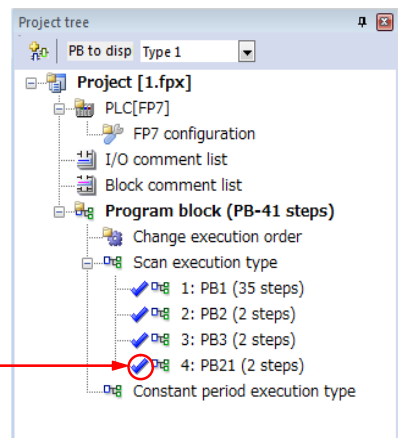 Project tree
PB to disp Type 1
Project [1.fpx]
PLC[FP7]
FP7 configuration
I/O comment list
Block comment list
Program block (PB-41 steps)
Change execution order
Scan execution type
1: PB1 (35 steps)
2: PB2 (2 steps)
3: PB3 (2 steps)
4: PB21 (2 steps)
Constant period execution type